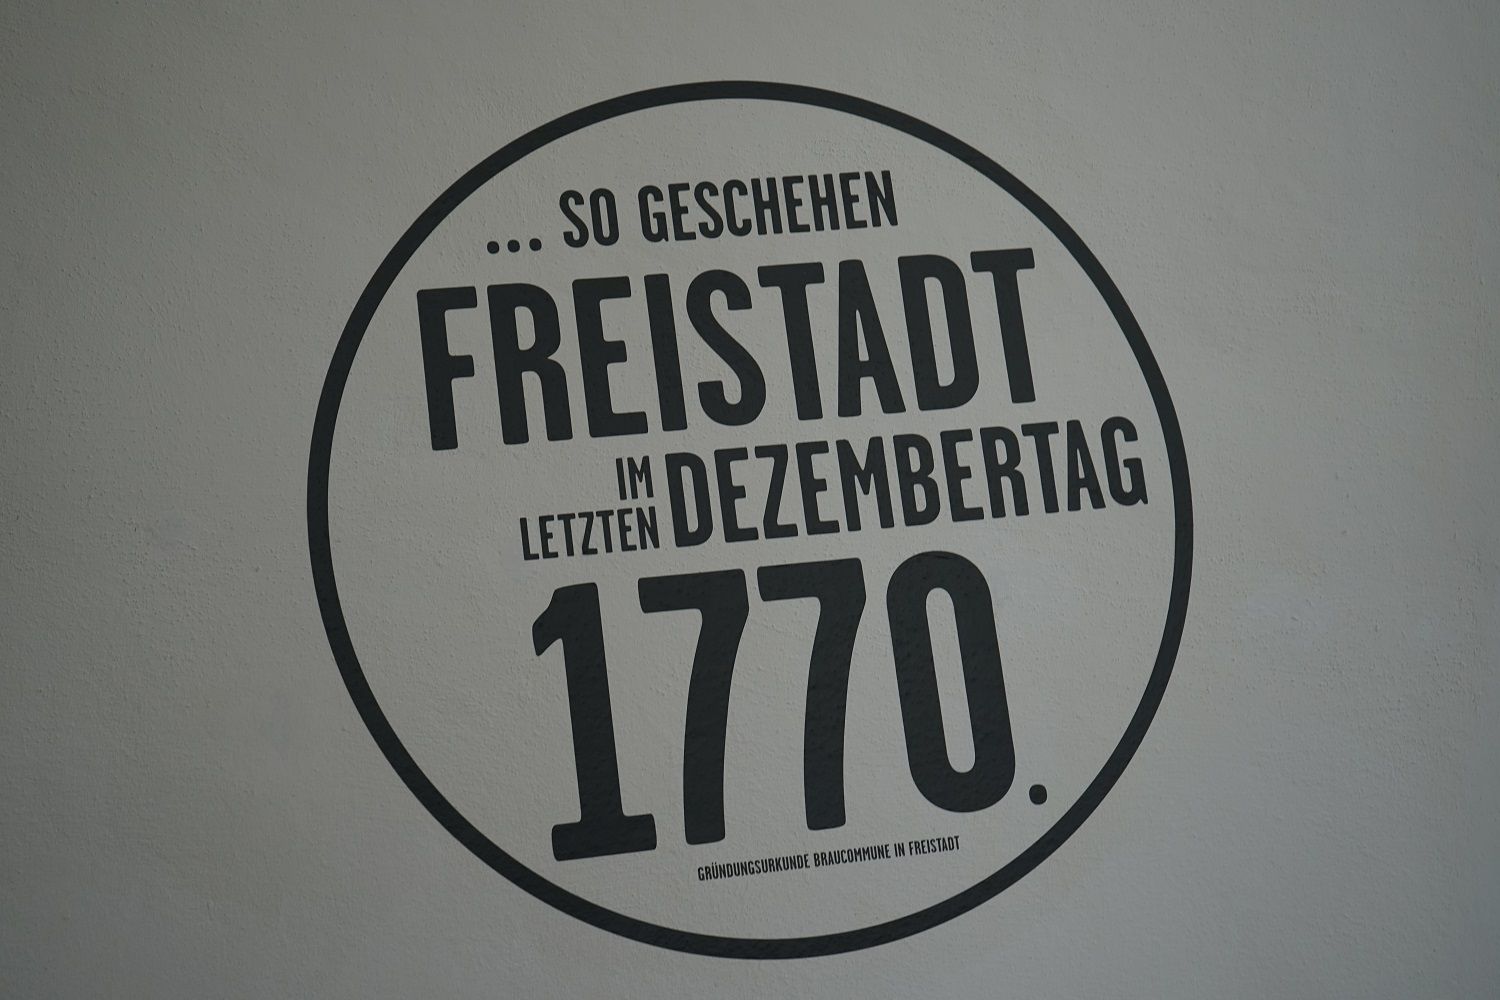 ... SO GESCHEHEN
FREISTADT
IM
LETZTEN DEZEMBERTAG
1770.
GRÜNDUNGSURKUNDE BRAUCOMMUNE IN FREISTADT